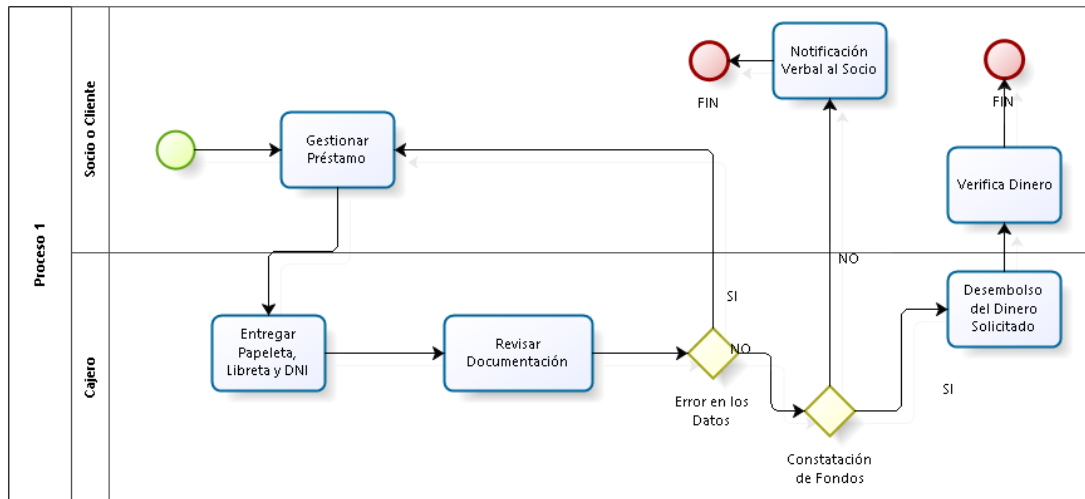 Proceso 1
Socio o Cliente
Gestionar
Préstamo
FIN
Notificación
Verbal al Socio
FIN
Verifica Dinero
NO
Cajero
Entregar
Papeleta,
Libreta y DNI
Revisar
Documentación
SI
NO
Error en los
Datos
Constatación
de Fondos
SI
Desembolso
del Dinero
Solicitado